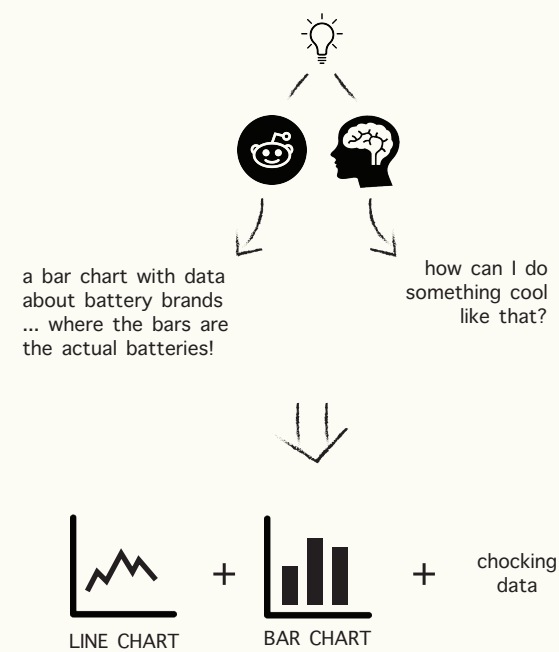 a bar chart with data
about battery brands
... where the bars are
the actual batteries!
how can I do
something cool
like that?
+
+
chocking
data
LINE CHART
BAR CHART